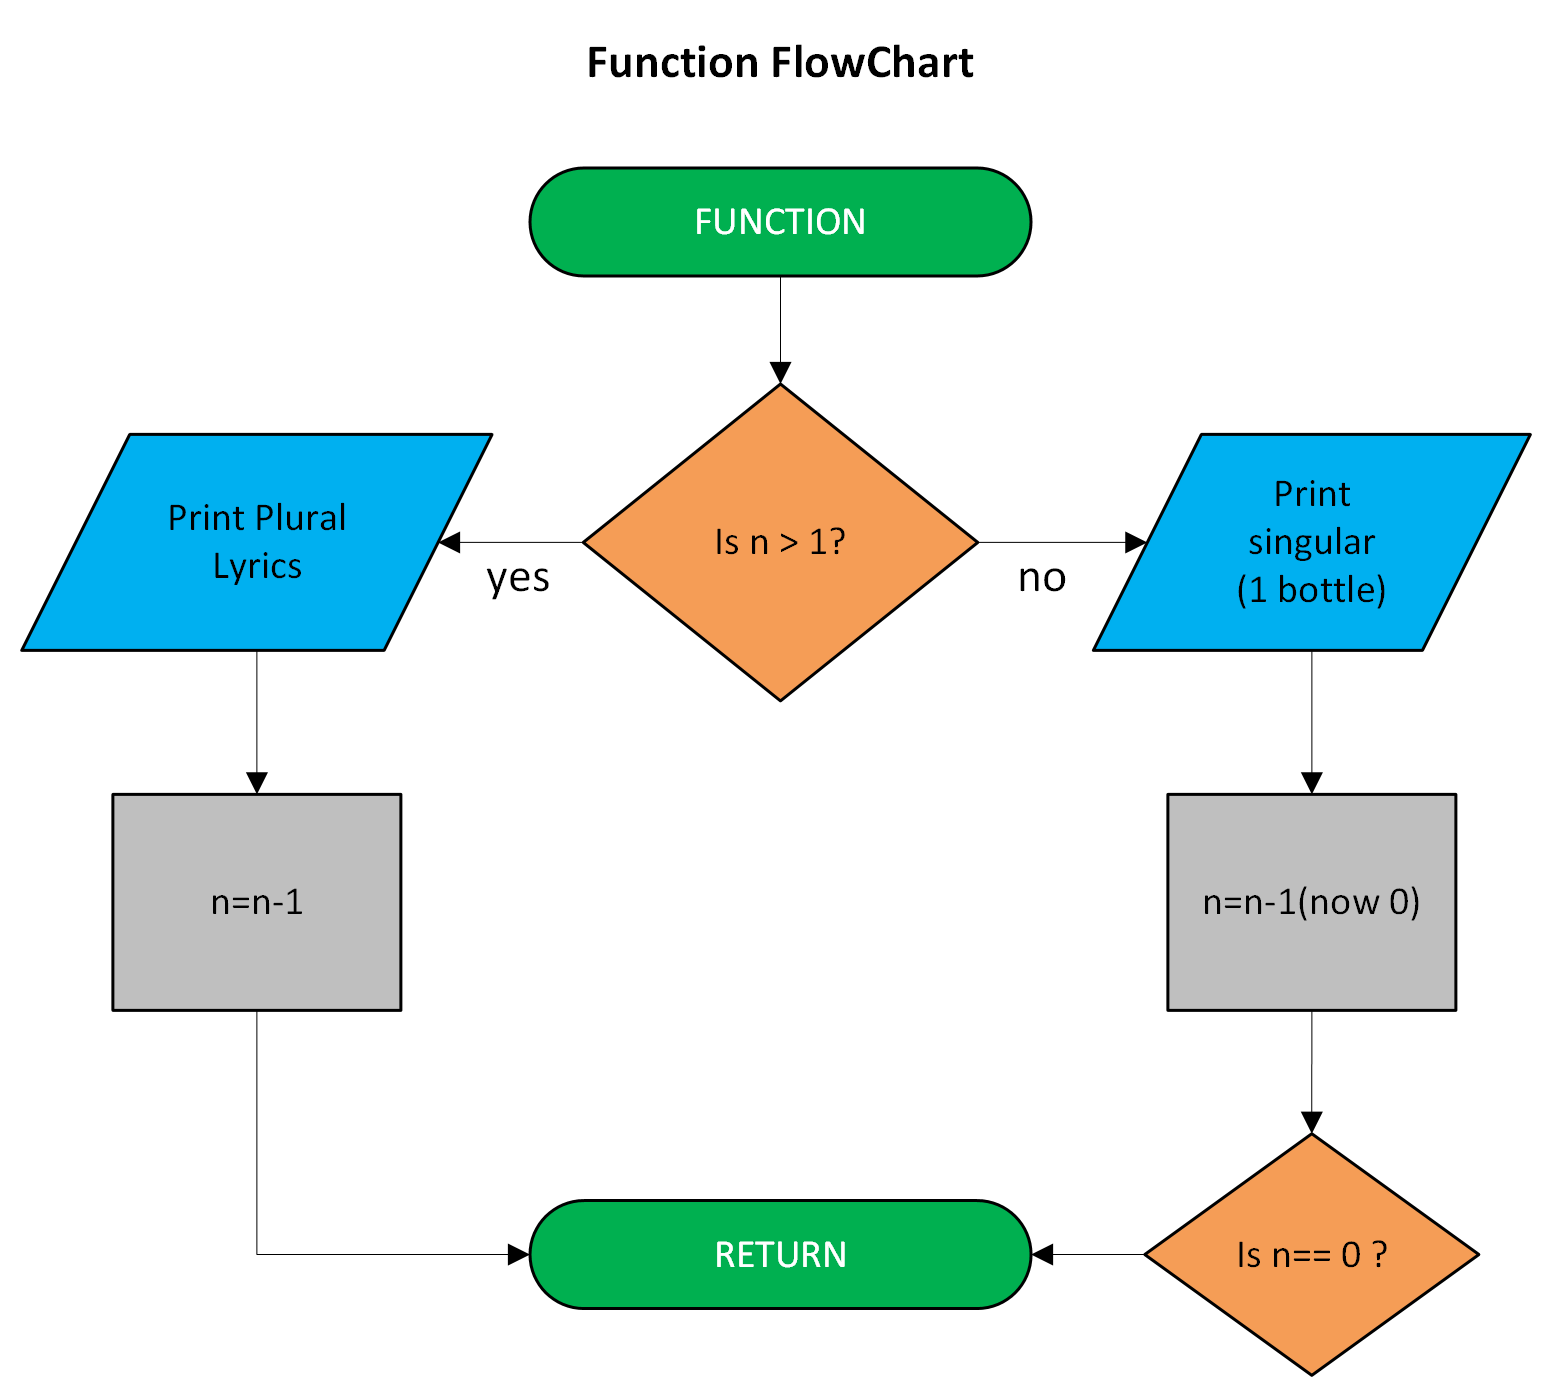 Function FlowChart
FUNCTION
Print Plural
Lyrics
yes
Is n > 1?
no
Print
singular
(1 bottle)
n=n-1
n=n-1(now 0)
RETURN
Is n== 0 ?